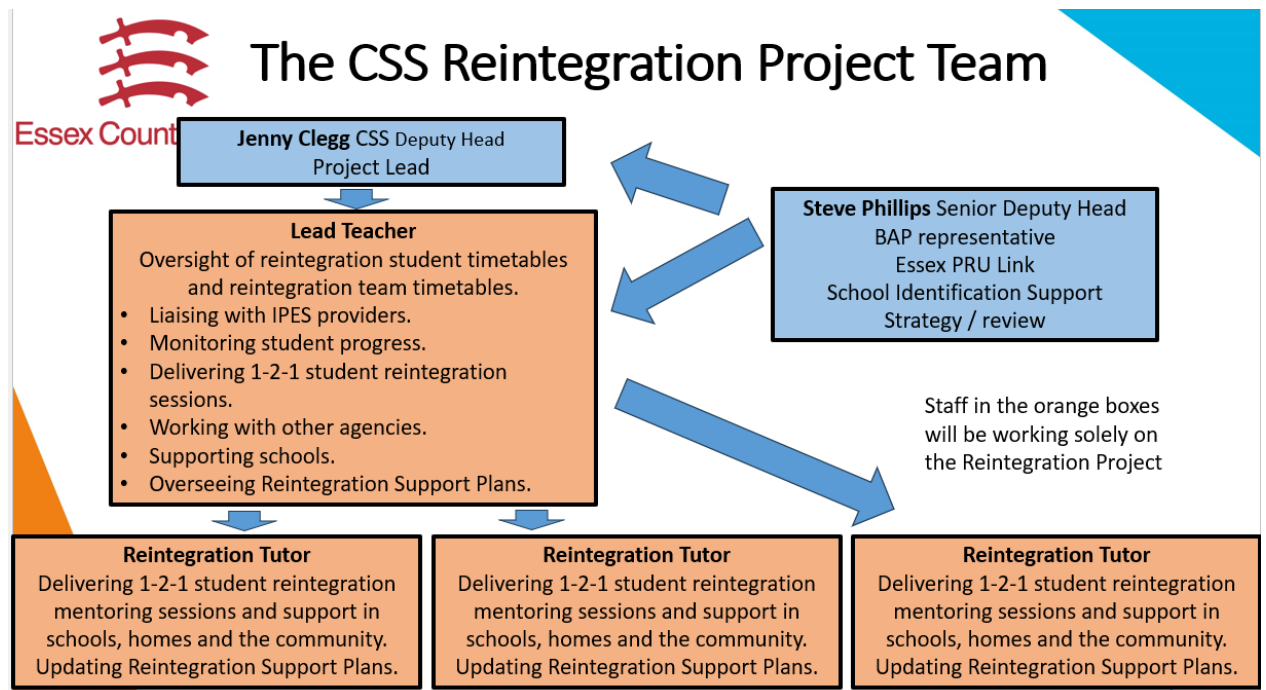 The CSS Reintegration Project Team
Essex Count
Jenny Clegg CSS Deputy Head
Project Lead
Steve Phillips Senior Deputy Head
BAP representative
Essex PRU Link
School Identification Support
Strategy / review
Lead Teacher
Oversight of reintegration student timetables
and reintegration team timetables.
• Liaising with IPES providers.
• Monitoring student progress.
• Delivering 1-2-1 student reintegration
sessions.
• Working with other agencies.
• Supporting schools.
• Overseeing Reintegration Support Plans.
Staff in the orange boxes
will be working solely on
the Reintegration Project
Reintegration Tutor
Delivering 1-2-1 student reintegration
mentoring sessions and support in
schools, homes and the community.
Updating Reintegration Support Plans.
Reintegration Tutor
Delivering 1-2-1 student reintegration
mentoring sessions and support in
schools, homes and the community.
Updating Reintegration Support Plans.
Reintegration Tutor
Delivering 1-2-1 student reintegration
mentoring sessions and support in
schools, homes and the community.
Updating Reintegration Support Plans.